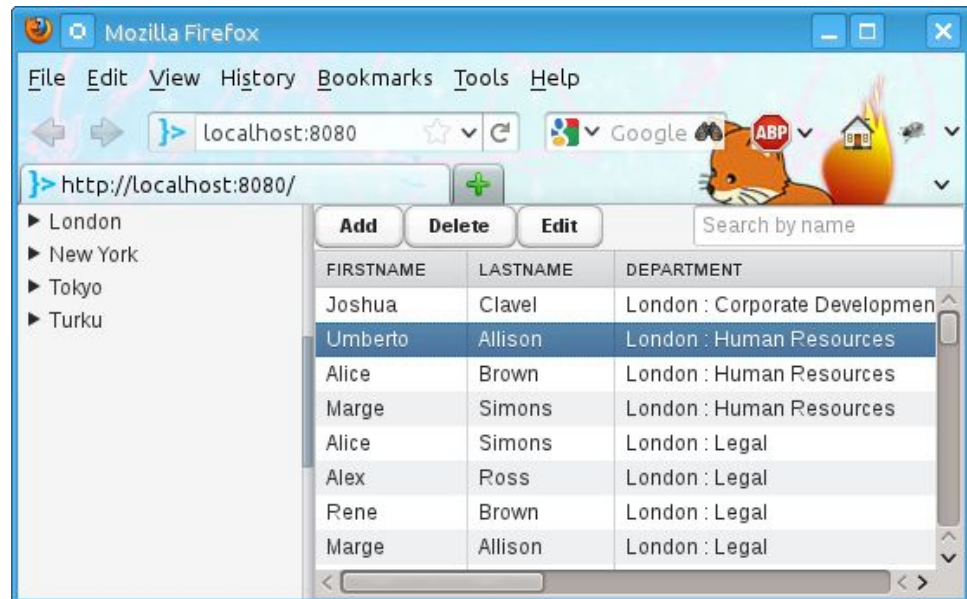 Mozilla Firefox
File Edit View History Bookmarks Tools Help
}> localhost:8080 Google ABP
}> http://localhost:8080/
London
New York
Tokyo
Turku
Add Delete Edit Search by name
FIRSTNAME LASTNAME DEPARTMENT
Joshua Clavel London : Corporate Developmen
Umberto Allison London : Human Resources
Alice Brown London : Human Resources
Marge Simons London : Human Resources
Alice Simons London : Legal
Alex Ross London : Legal
Rene Brown London : Legal
Marge Allison London : Legal